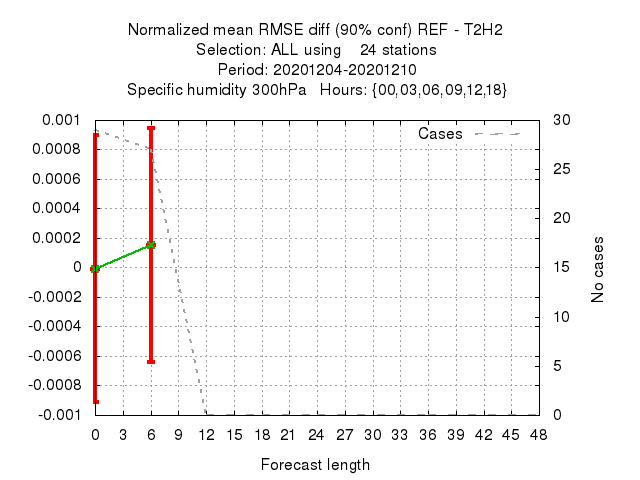 Normalized mean RMSE diff (90% conf) REF - T2H2
Selection: ALL using 24 stations
Period: 20201204-20201210
Specific humidity 300hPa Hours: {00,03,06,09,12,18}
Cases
0.001
0.0008
0.0006
0.0004
0.0002
0
-0.0002
-0.0004
-0.0006
-0.0008
-0.001
30
25
20
15
10
5
0
No cases
0 3 6 9 12 15 18 21 24 27 30 33 36 39 42 45 48
Forecast length